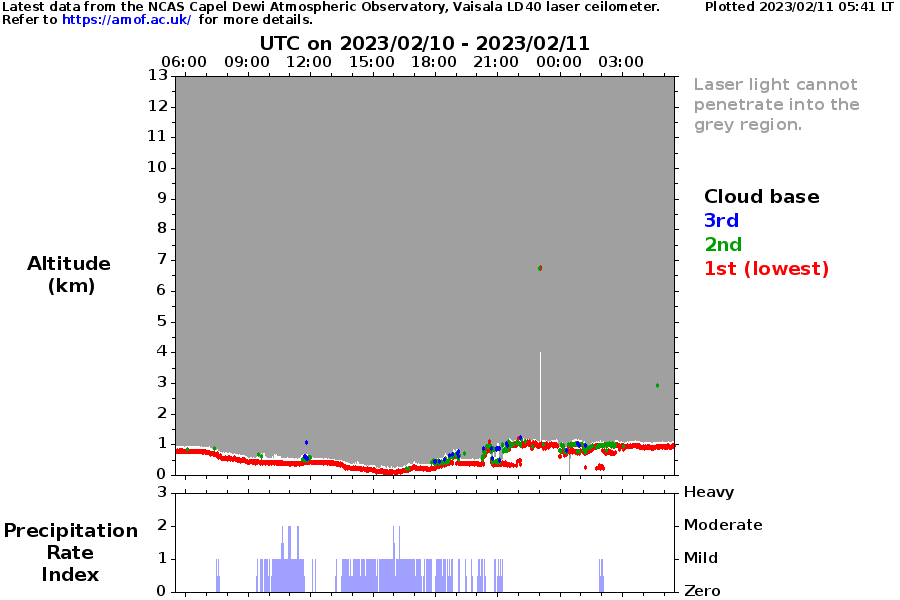 Latest data from the NCAS Capel Dewi Atmospheric Observatory, Vaisala LD40 laser ceilometer. Plotted 2023/02/11 05:41 LT
Refer to https://amof.ac.uk/ for more details.
UTC on 2023/02/10 - 2023/02/11
06:00 09:00 12:00 15:00 18:00 21:00 00:00 03:00
13
12
11
10
9
8
7
6
5
4
3
2
1
0
Altitude
(km)
Laser light cannot
penetrate into the
grey region.
Cloud base
3rd
2nd
1st (lowest)
3 Heavy
2 Moderate
1 Mild
0 Zero
Precipitation
Rate
Index